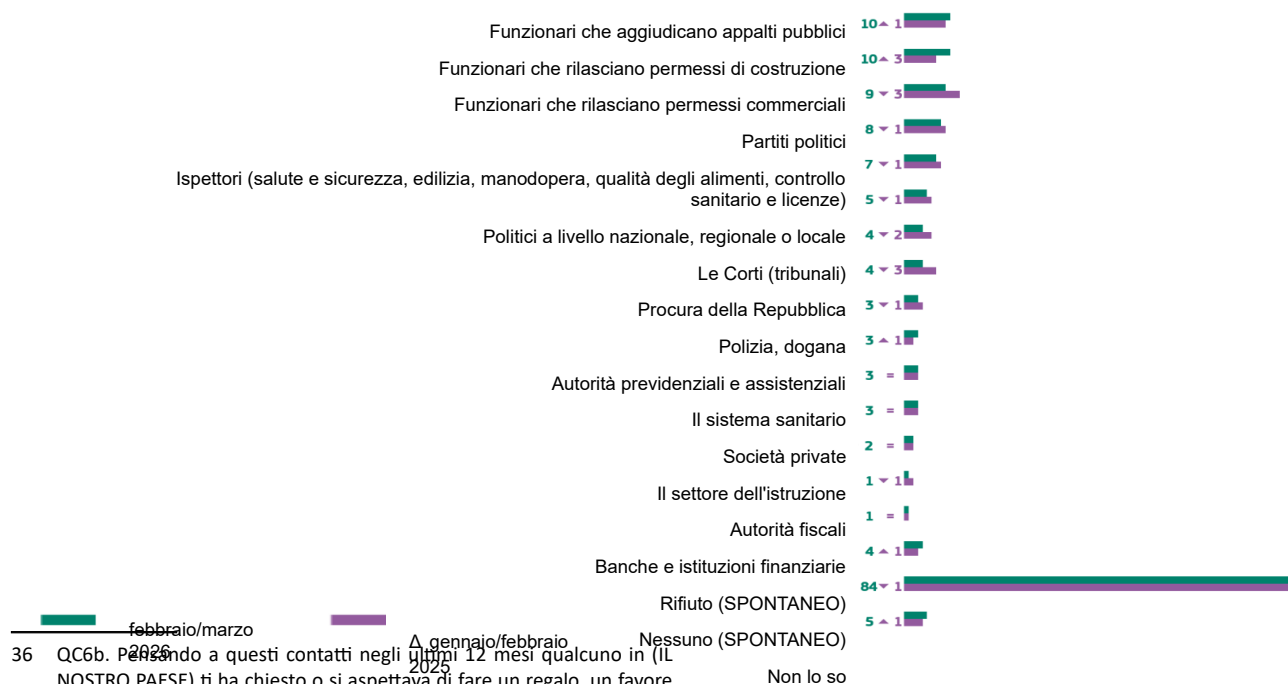 Funzionari che aggiudicano appalti pubblici 10 ▲ 1
Funzionari che rilasciano permessi di costruzione 10 ▲ 3
Funzionari che rilasciano permessi commerciali 9 ▼ 3
Partiti politici 8 ▼ 1
7 ▼ 1
Ispettori (salute e sicurezza, edilizia, manodopera, qualità degli alimenti, controllo
sanitario e licenze) 5 ▼ 1
Politici a livello nazionale, regionale o locale 4 ▼ 2
Le Corti (tribunali) 4 ▼ 3
Procura della Repubblica 3 ▼ 1
Polizia, dogana 3 ▲ 1
Autorità previdenziali e assistenziali 3 =
Il sistema sanitario 3 =
Società private 2 =
Il settore dell'istruzione 1 ▼ 1
Autorità fiscali 1 =
Banche e istituzioni finanziarie 4 ▲ 1
Rifiuto (SPONTANEO) 84 ▼ 1
Nessuno (SPONTANEO) 5 ▲ 1
Non lo so
febbraio/marzo
2026
Δ gennaio/febbraio
2025
36 QC6b. Pensando a questi contatti negli ultimi 12 mesi qualcuno in (IL
NOSTRO PAESE) ti ha chiesto o si aspettava di fare un regalo, un favore